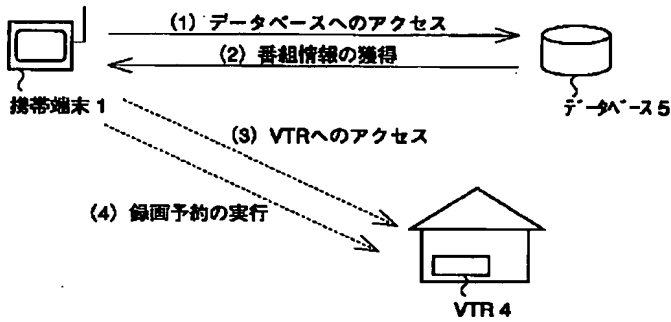 (1) データベースへのアクセス
(2) 番組情報の獲得
携帯端末 1
データベース 5
(3) VTRへのアクセス
(4) 録画予約の実行
VTR 4